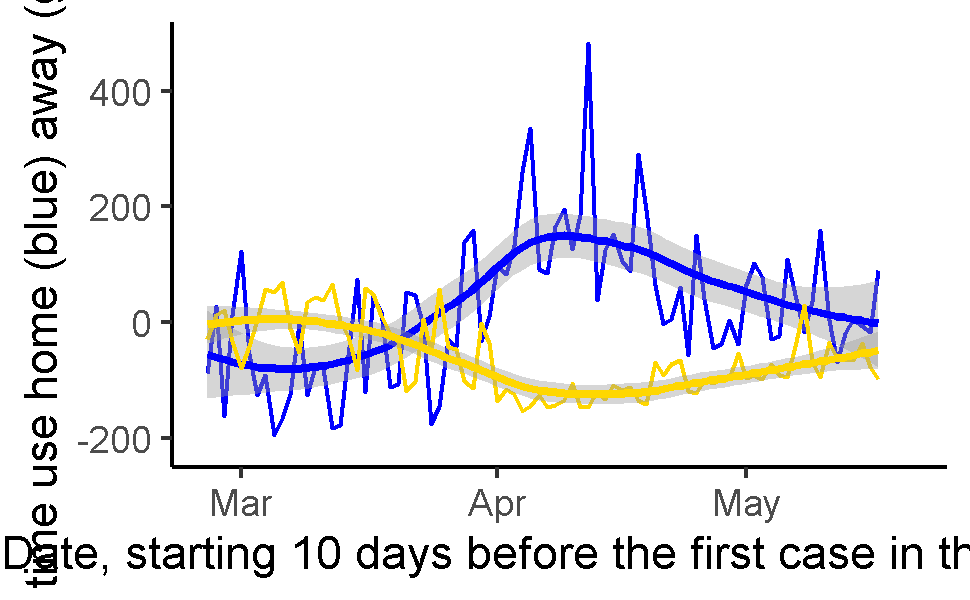 time use home (blue) away (
400
200
0
-200
Mar Apr May
Date, starting 10 days before the first case in